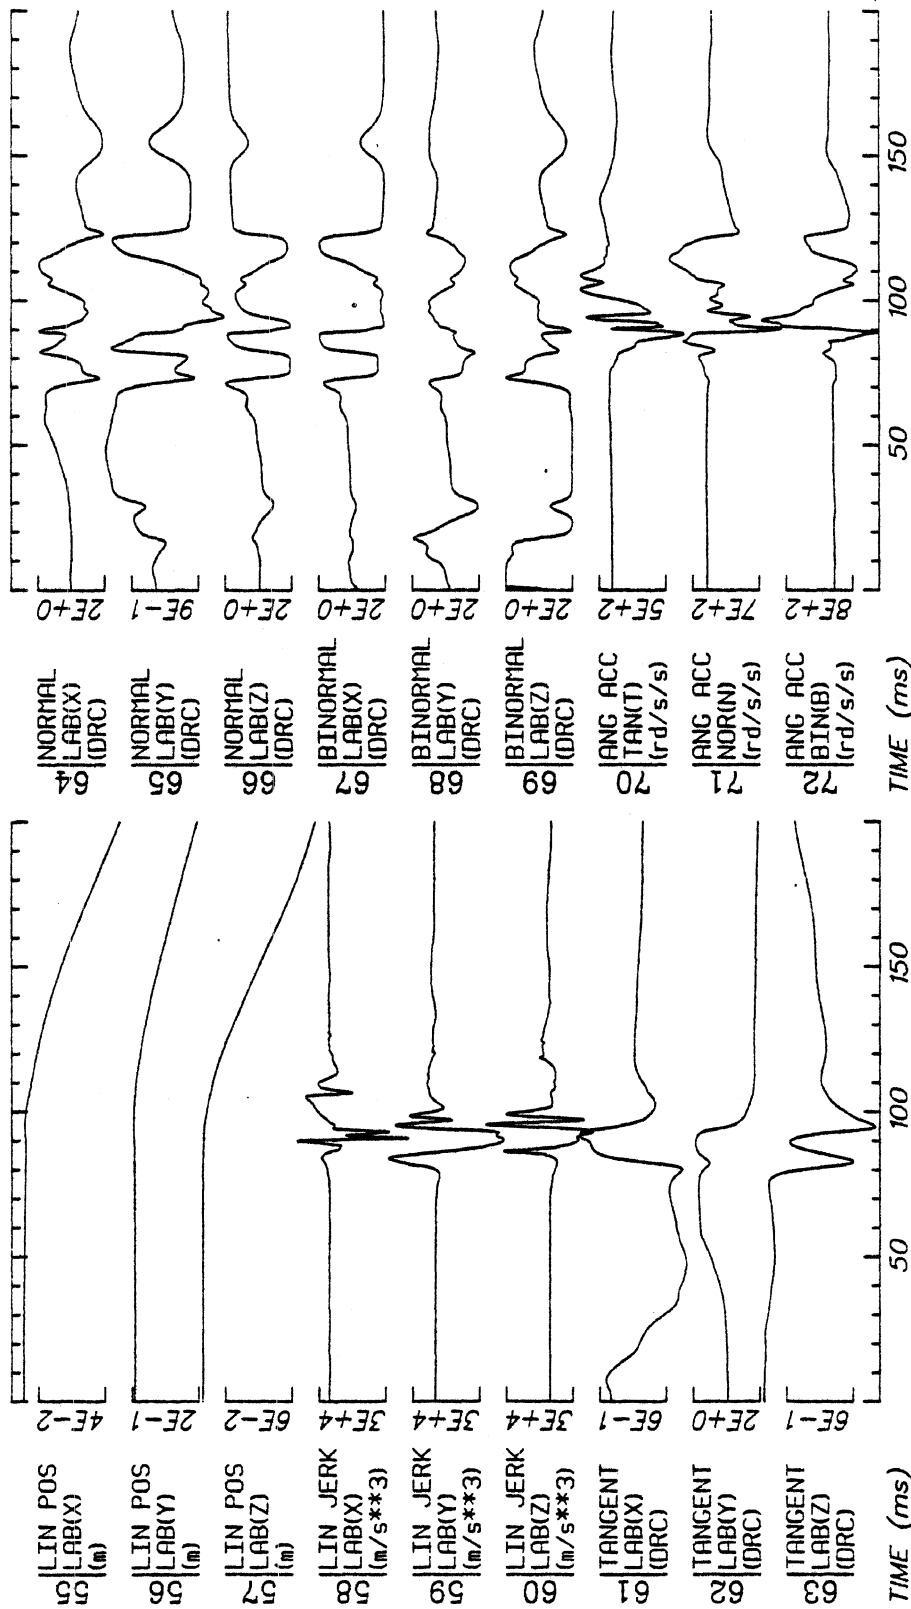 55
LIN POS
LAB(X)
(m)
4E-2
56
LIN POS
LAB(Y)
(m)
2E-1
57
LIN POS
LAB(Z)
(m)
6E-2
58
LIN JERK
LAB(X)
(m/s**3)
3E+4
59
LIN JERK
LAB(Y)
(m/s**3)
3E+4
60
LIN JERK
LAB(Z)
(m/s**3)
3E+4
61
TANGENT
LAB(X)
(DRC)
6E-1
62
TANGENT
LAB(Y)
(DRC)
2E+0
63
TANGENT
LAB(Z)
(DRC)
6E-1
TIME (ms)
50
100
150
64
NORMAL
LAB(X)
(DRC)
2E+0
65
NORMAL
LAB(Y)
(DRC)
9E-1
66
NORMAL
LAB(Z)
(DRC)
2E+0
67
BINORMAL
LAB(X)
(DRC)
2E+0
68
BINORMAL
LAB(Y)
(DRC)
2E+0
69
BINORMAL
LAB(Z)
(DRC)
2E+0
70
ANG ACC
TAN(T)
(rd/s/s)
5E+2
71
ANG ACC
NOR(N)
(rd/s/s)
7E+2
72
ANG ACC
BIN(B)
(rd/s/s)
8E+2
TIME (ms)
50
100
150